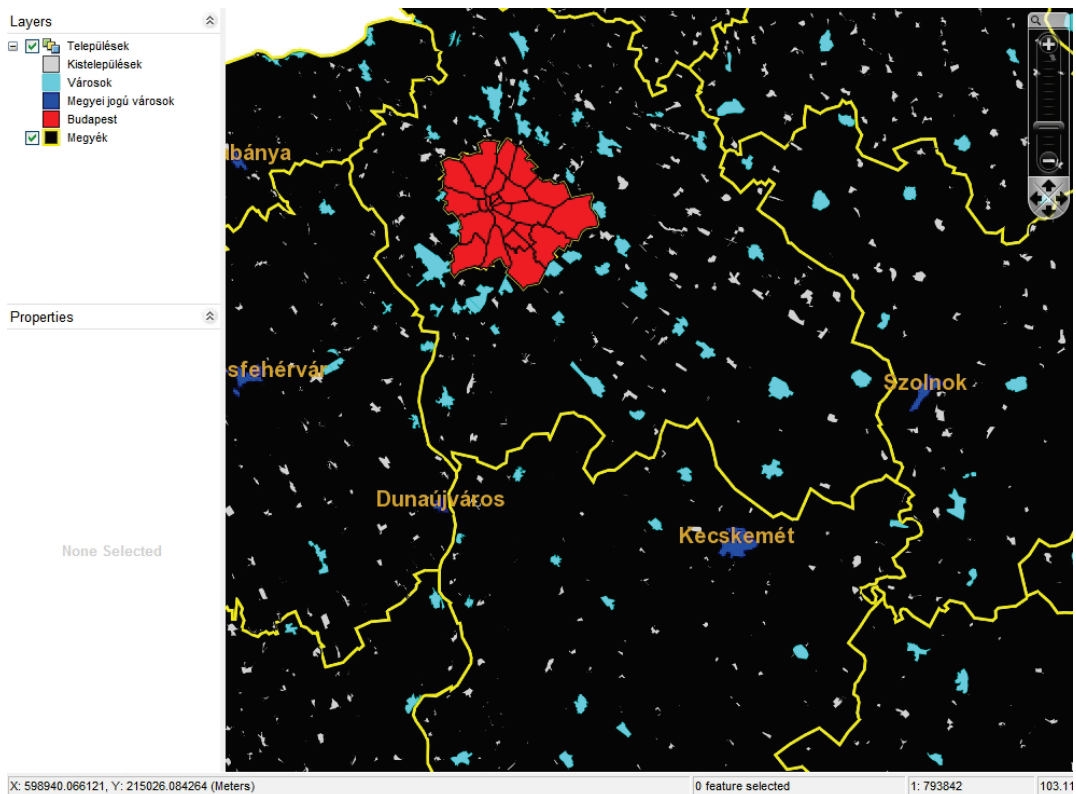 Layers
Települések
Kistelepülések
Városok
Megyei jogú városok
Budapest
Megyék
Properties
None Selected
bánya
sfehérvár
Szolnok
Dunaújváros
Kecskemét
X: 598940.066121, Y: 215026.084264 (Meters)
0 feature selected
1: 793842
103.11